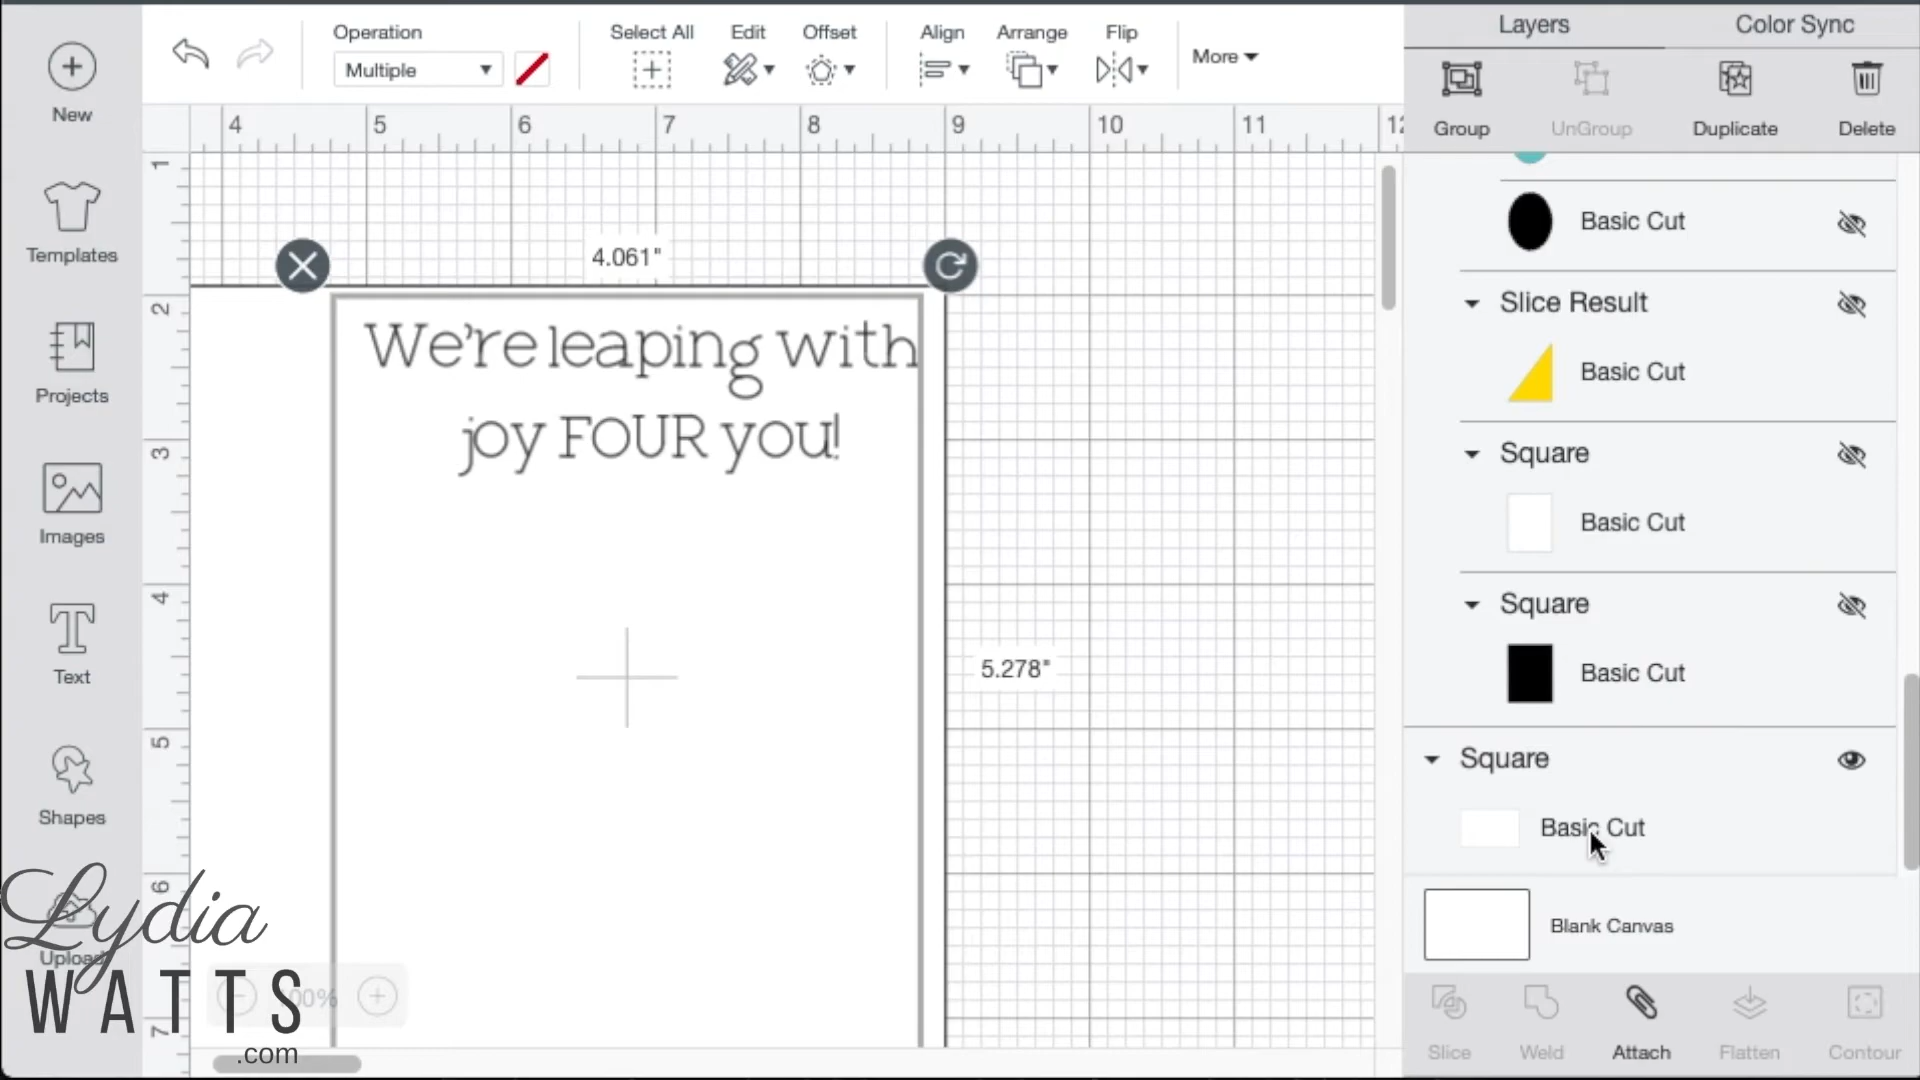 New
Templates
Projects
Images
Text
Shapes
Upload
Operation
Multiple
Select All
Edit
Offset
Align
Arrange
Flip
More
4 5 6 7 8 9 10 11
1
2
3
4
5
6
7
4.061"
We're leaping with
joy FOUR you!
5.278"
Layers
Color Sync
Group
UnGroup
Duplicate
Delete
Basic Cut
Slice Result
Basic Cut
Square
Basic Cut
Square
Basic Cut
Square
Basic Cut
Blank Canvas
Slice
Weld
Attach
Flatten
Contour
Lydia
WATTS
.com